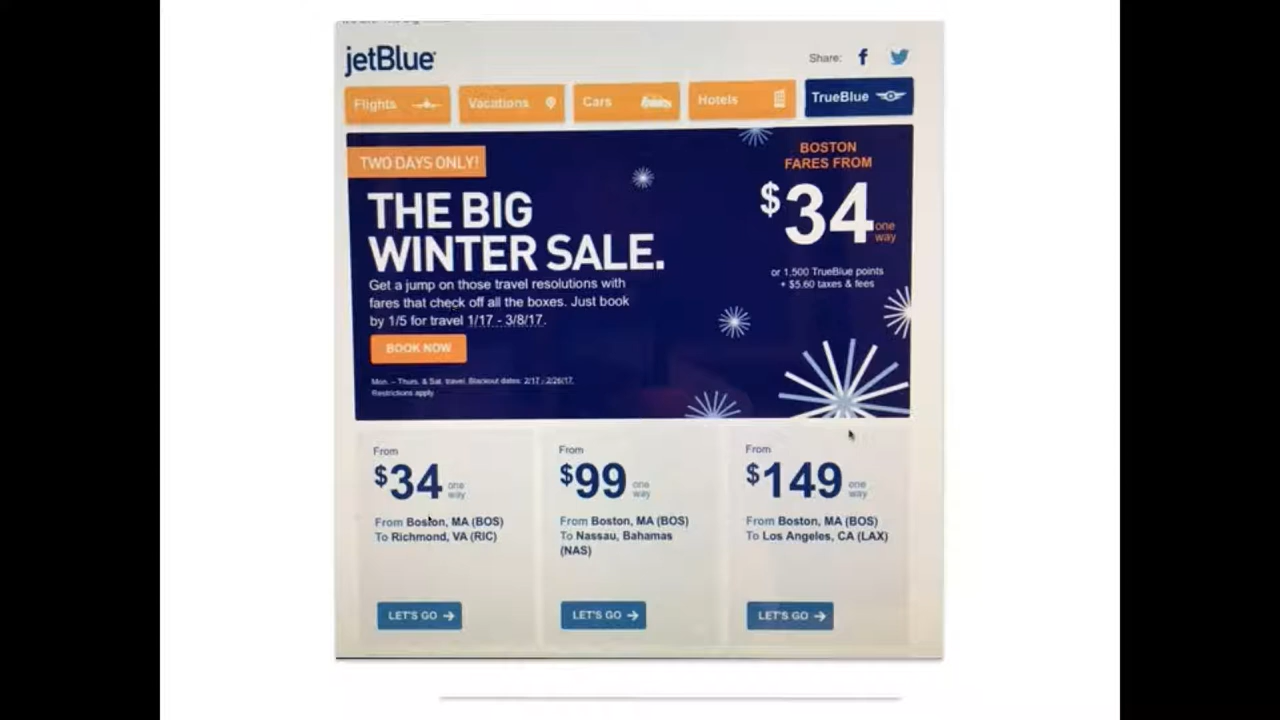 jetBlue
Share:
Flights
Vacations
Cars
Hotels
TrueBlue
TWO DAYS ONLY!
THE BIG
WINTER SALE.
Get a jump on those travel resolutions with
fares that check off all the boxes. Just book
by 1/5 for travel 1/17 - 3/8/17.
BOOK NOW
Mon. – Thurs. & Sat. travel. Blackout dates: 2/17 - 2/26/17.
Restrictions apply.
BOSTON
FARES FROM
$34 one way
or 1,500 TrueBlue points
+ $5.60 taxes & fees
From
$34 one way
From Boston, MA (BOS)
To Richmond, VA (RIC)
LET'S GO
From
$99 one way
From Boston, MA (BOS)
To Nassau, Bahamas
(NAS)
LET'S GO
From
$149 one way
From Boston, MA (BOS)
To Los Angeles, CA (LAX)
LET'S GO